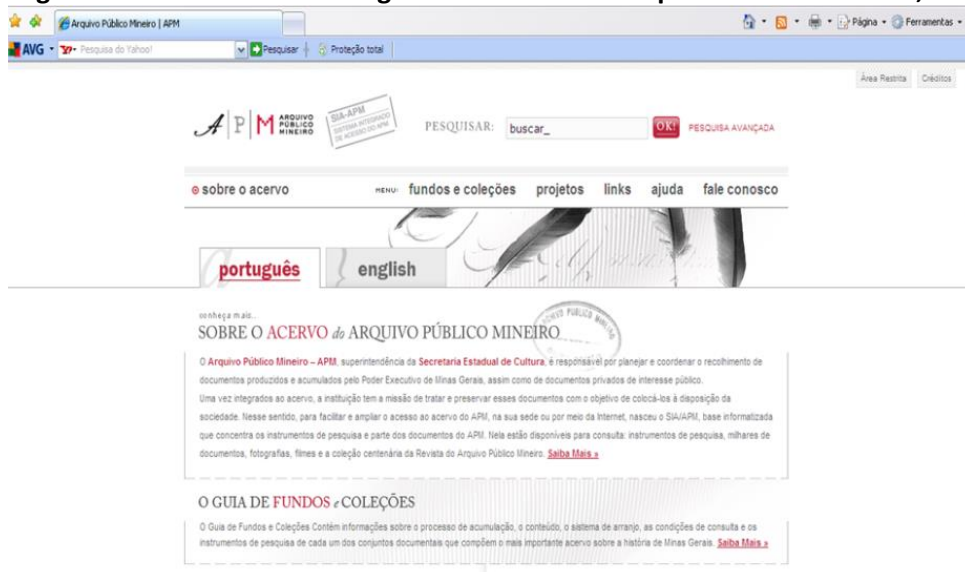 Arquivo Público Mineiro | APM
Página
Ferramentas
AVG
Pesquisa do Yahoo!
Pesquisar
Proteção total
Área Restrita
Créditos
APM ARQUIVO PÚBLICO MINEIRO
SIA-APM
SISTEMA INTEGRADO
DE ACESSO DO APM
PESQUISAR: buscar_ OK! PESQUISA AVANÇADA
sobre o acervo
MENU: fundos e coleções projetos links ajuda fale conosco
português english
conheça mais...
SOBRE O ACERVO do ARQUIVO PÚBLICO MINEIRO
ARQUIVO PÚBLICO MINEIRO
O Arquivo Público Mineiro – APM, superintendência da Secretaria Estadual de Cultura, é responsável por planejar e coordenar o recolhimento de
documentos produzidos e acumulados pelo Poder Executivo de Minas Gerais, assim como de documentos privados de interesse público.
Uma vez integrados ao acervo, a instituição tem a missão de tratar e preservar esses documentos com o objetivo de colocá-los à disposição da
sociedade. Nesse sentido, para facilitar e ampliar o acesso ao acervo do APM, na sua sede ou por meio da Internet, nasceu o SIA/APM, base informatizada
que concentra os instrumentos de pesquisa e parte dos documentos do APM. Nela estão disponíveis para consulta: instrumentos de pesquisa, milhares de
documentos, fotografias, filmes e a coleção centenária da Revista do Arquivo Público Mineiro. Saiba Mais »
O GUIA DE FUNDOS e COLEÇÕES
O Guia de Fundos e Coleções Contém informações sobre o processo de acumulação, o conteúdo, o sistema de arranjo, as condições de consulta e os
instrumentos de pesquisa de cada um dos conjuntos documentais que compõem o mais importante acervo sobre a história de Minas Gerais. Saiba Mais »